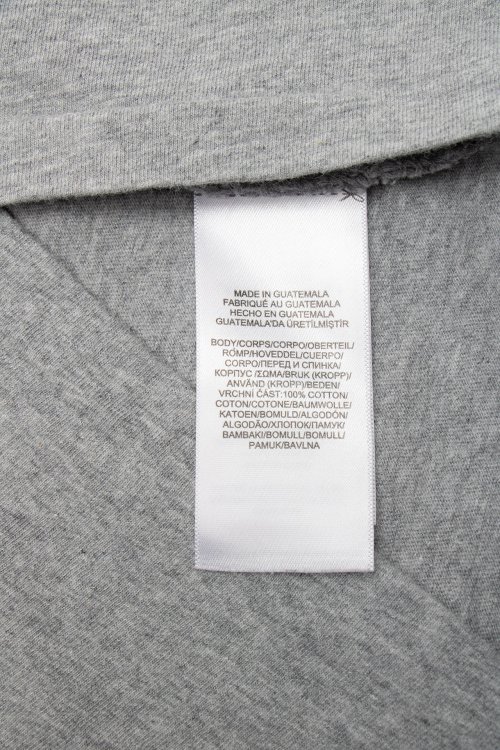 MADE IN GUATEMALA
FABRIQUÉ AU GUATEMALA
HECHO EN GUATEMALA
GUATEMALA'DA ÜRETİLMİŞTİR
BODY/CORPS/CORPO/OBERTEIL/
ROMP/HOVEDDEL/CUERPO/
CORPO/ПЕРЕД И СПИНКА/
КОРПУС/ΣΩΜΑ/BRUK (KROPP)/
ANVÄND (KROPP)/BEDEN/
VRCHNÍ ČÁST:100% COTTON/
COTON/COTONE/BAUMWOLLE/
KATOEN/BOMULD/ALGODÓN/
ALGODÃO/ХЛОПОК/ПАМУК/
BAMBAKI/BOMULL/BOMULL/
PAMUK/BAVLNA